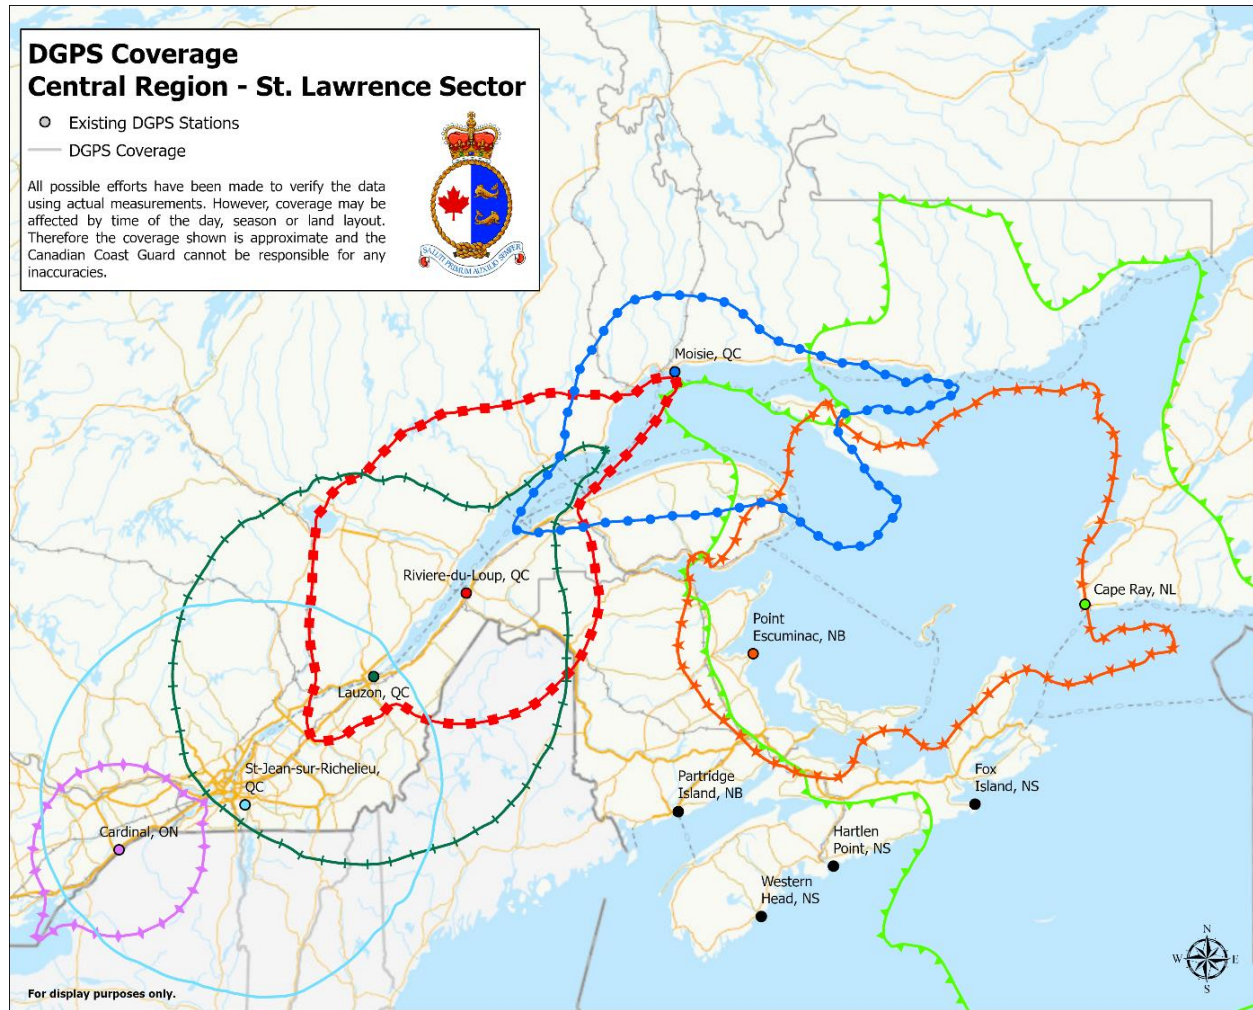 DGPS Coverage
Central Region - St. Lawrence Sector
Existing DGPS Stations
DGPS Coverage
All possible efforts have been made to verify the data
using actual measurements. However, coverage may be
affected by time of the day, season or land layout.
Therefore the coverage shown is approximate and the
Canadian Coast Guard cannot be responsible for any
inaccuracies.
SALUTI PRIMUM AUXILIO SEMPER
Moisie, QC
Riviere-du-Loup, QC
Cape Ray, NL
Point
Escuminac, NB
Lauzon, QC
St-Jean-sur-Richelieu,
QC
Partridge
Island, NB
Fox
Island, NS
Cardinal, ON
Hartlen
Point, NS
Western
Head, NS
N
W
E
S
For display purposes only.